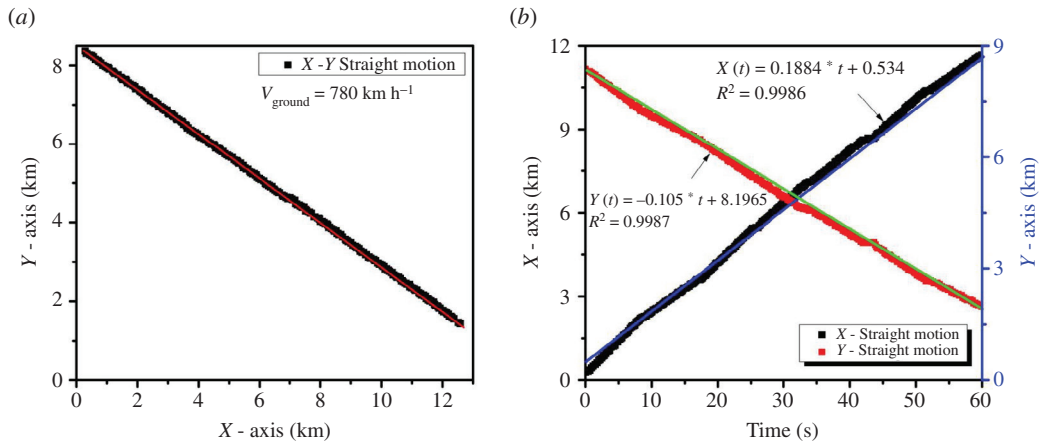 (a)
8
6
4
2
0
Y - axis (km)
X -Y Straight motion
V ground = 780 km h–1
0 2 4 6 8 10 12
X - axis (km)
(b)
12
9
6
3
0
X - axis (km)
X (t) = 0.1884 * t + 0.534
R2 = 0.9986
Y (t) = –0.105 * t + 8.1965
R2 = 0.9987
X - Straight motion
Y - Straight motion
9
6
3
0
Y - axis (km)
0 10 20 30 40 50 60
Time (s)